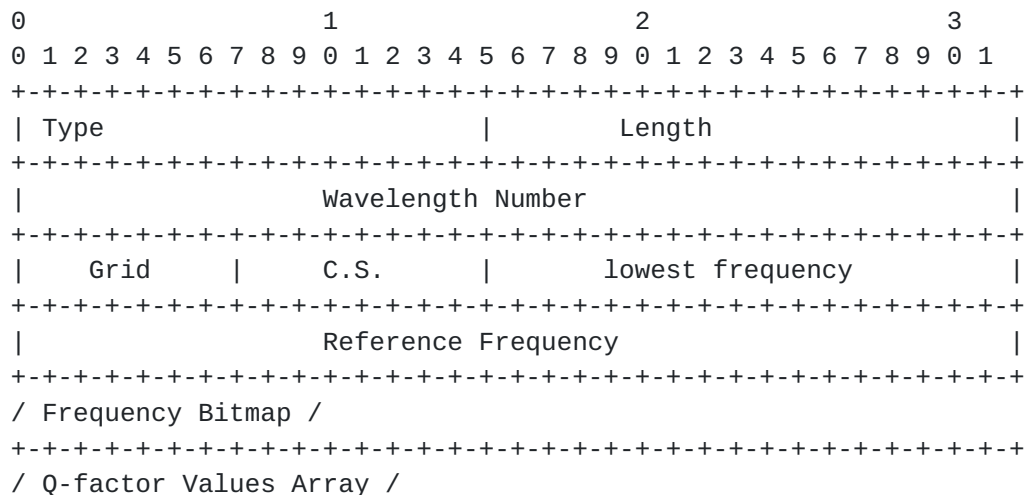 0                   1                   2                   3
0 1 2 3 4 5 6 7 8 9 0 1 2 3 4 5 6 7 8 9 0 1 2 3 4 5 6 7 8 9 0 1
+-+-+-+-+-+-+-+-+-+-+-+-+-+-+-+-+-+-+-+-+-+-+-+-+-+-+-+-+-+-+-+-+
| Type                        |        Length                   |
+-+-+-+-+-+-+-+-+-+-+-+-+-+-+-+-+-+-+-+-+-+-+-+-+-+-+-+-+-+-+-+-+
|                   Wavelength Number                           |
+-+-+-+-+-+-+-+-+-+-+-+-+-+-+-+-+-+-+-+-+-+-+-+-+-+-+-+-+-+-+-+-+
|    Grid     |     C.S.      |       lowest frequency          |
+-+-+-+-+-+-+-+-+-+-+-+-+-+-+-+-+-+-+-+-+-+-+-+-+-+-+-+-+-+-+-+-+
|                   Reference Frequency                         |
+-+-+-+-+-+-+-+-+-+-+-+-+-+-+-+-+-+-+-+-+-+-+-+-+-+-+-+-+-+-+-+-+
/ Frequency Bitmap /
+-+-+-+-+-+-+-+-+-+-+-+-+-+-+-+-+-+-+-+-+-+-+-+-+-+-+-+-+-+-+-+-+
/ Q-factor Values Array /